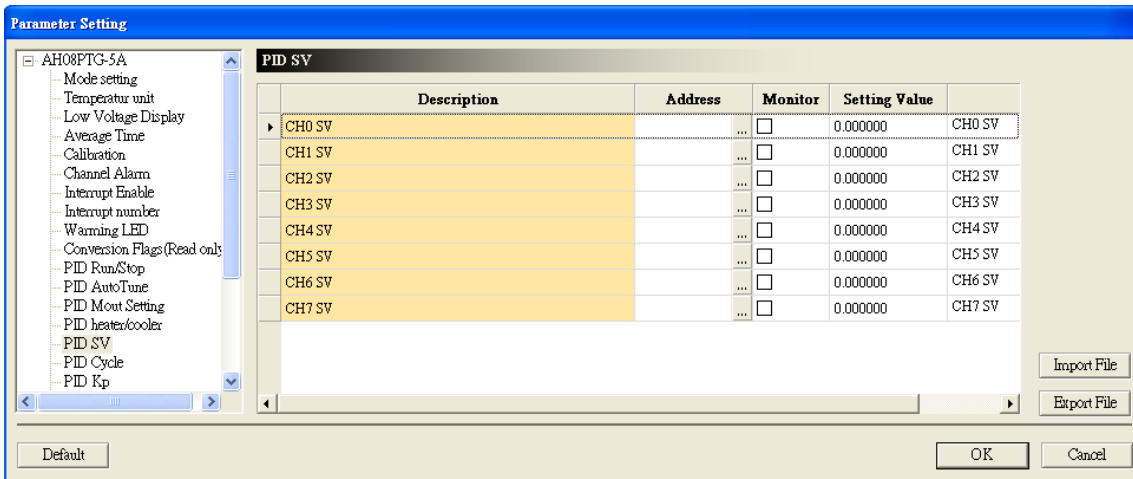 Parameter Setting
AH08PTG-5A
Mode setting
Temperatur unit
Low Voltage Display
Average Time
Calibration
Channel Alarm
Interrupt Enable
Interrupt number
Warming LED
Conversion Flags(Read only
PID Run/Stop
PID AutoTune
PID Mout Setting
PID heater/cooler
PID SV
PID Cycle
PID Kp
PID SV
Description Address Monitor Setting Value
CH0 SV ... 0.000000 CH0 SV
CH1 SV ... 0.000000 CH1 SV
CH2 SV ... 0.000000 CH2 SV
CH3 SV ... 0.000000 CH3 SV
CH4 SV ... 0.000000 CH4 SV
CH5 SV ... 0.000000 CH5 SV
CH6 SV ... 0.000000 CH6 SV
CH7 SV ... 0.000000 CH7 SV
Import File
Export File
Default OK Cancel